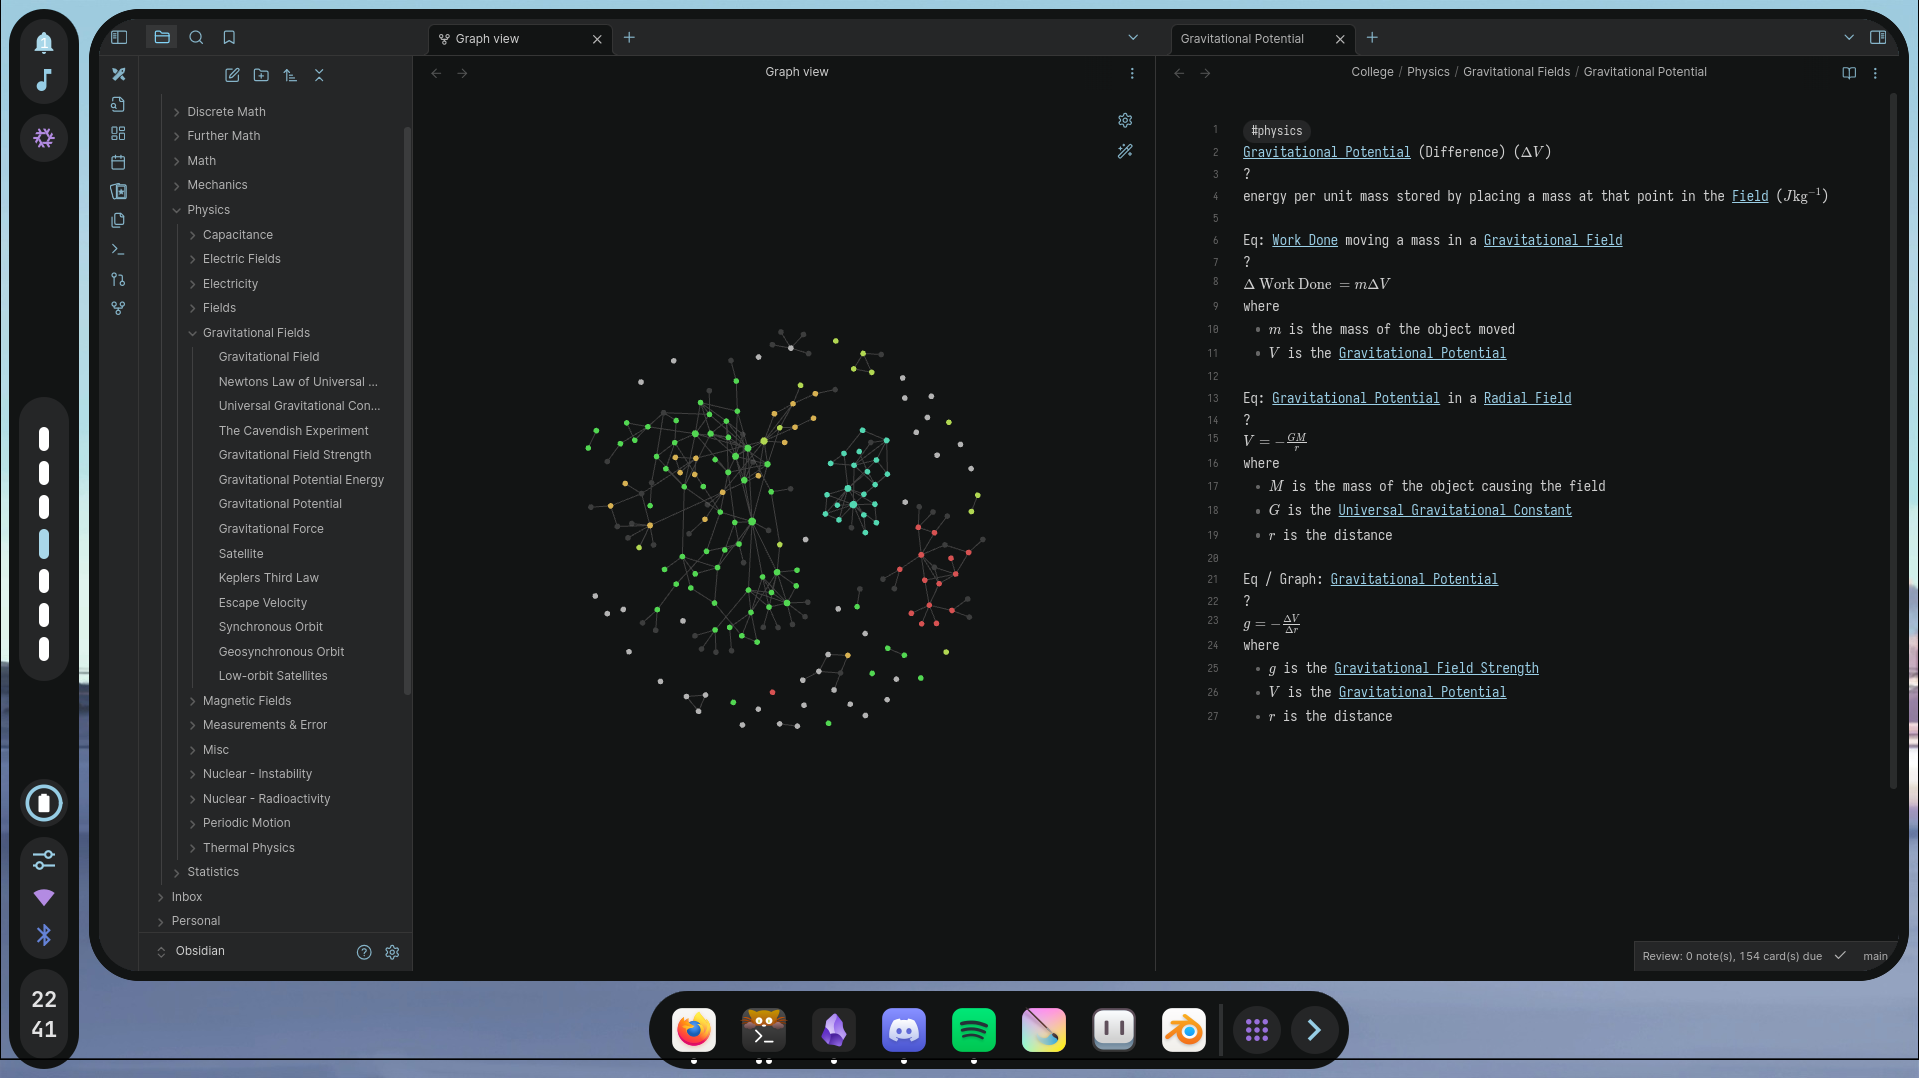 1
Graph view
Gravitational Potential
Graph view
College / Physics / Gravitational Fields / Gravitational Potential
Discrete Math
Further Math
Math
Mechanics
Physics
Capacitance
Electric Fields
Electricity
Fields
Gravitational Fields
Gravitational Field
Newtons Law of Universal ...
Universal Gravitational Con...
The Cavendish Experiment
Gravitational Field Strength
Gravitational Potential Energy
Gravitational Potential
Gravitational Force
Satellite
Keplers Third Law
Escape Velocity
Synchronous Orbit
Geosynchronous Orbit
Low-orbit Satellites
Magnetic Fields
Measurements & Error
Misc
Nuclear - Instability
Nuclear - Radioactivity
Periodic Motion
Thermal Physics
Statistics
Inbox
Personal
Obsidian
1 #physics
2 Gravitational Potential (Difference) (ΔV)
3 ?
4 energy per unit mass stored by placing a mass at that point in the Field (Jkg⁻¹)
5
6 Eq: Work Done moving a mass in a Gravitational Field
7 ?
8 Δ Work Done = mΔV
9 where
10 • m is the mass of the object moved
11 • V is the Gravitational Potential
12
13 Eq: Gravitational Potential in a Radial Field
14 ?
15 V = −GM/r
16 where
17 • M is the mass of the object causing the field
18 • G is the Universal Gravitational Constant
19 • r is the distance
20
21 Eq / Graph: Gravitational Potential
22 ?
23 g = −ΔV/Δr
24 where
25 • g is the Gravitational Field Strength
26 • V is the Gravitational Potential
27 • r is the distance
Review: 0 note(s), 154 card(s) due
main
22
41